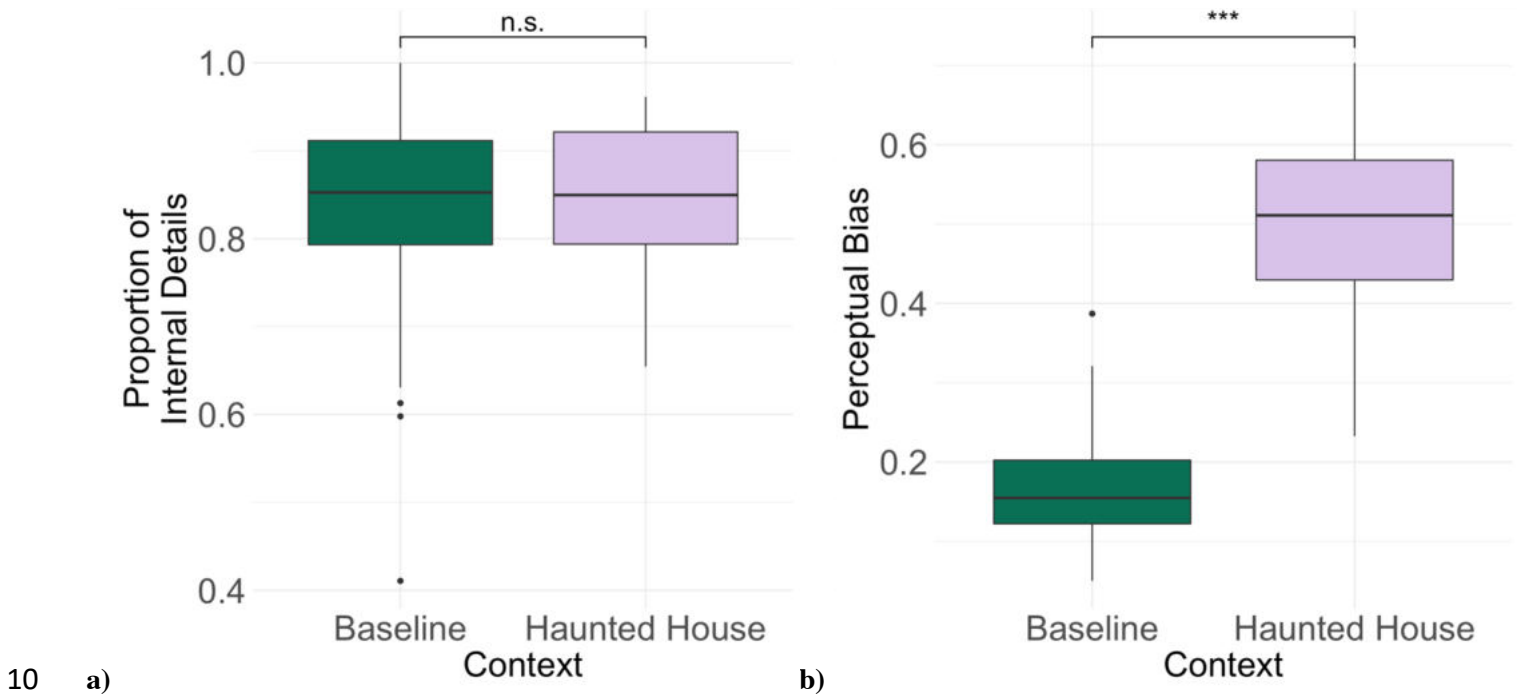 n.s.
1.0
0.8
0.6
0.4
Proportion of
Internal Details
Baseline Haunted House
Context
10 a)
***
0.6
0.4
0.2
Perceptual Bias
Baseline Haunted House
Context
b)